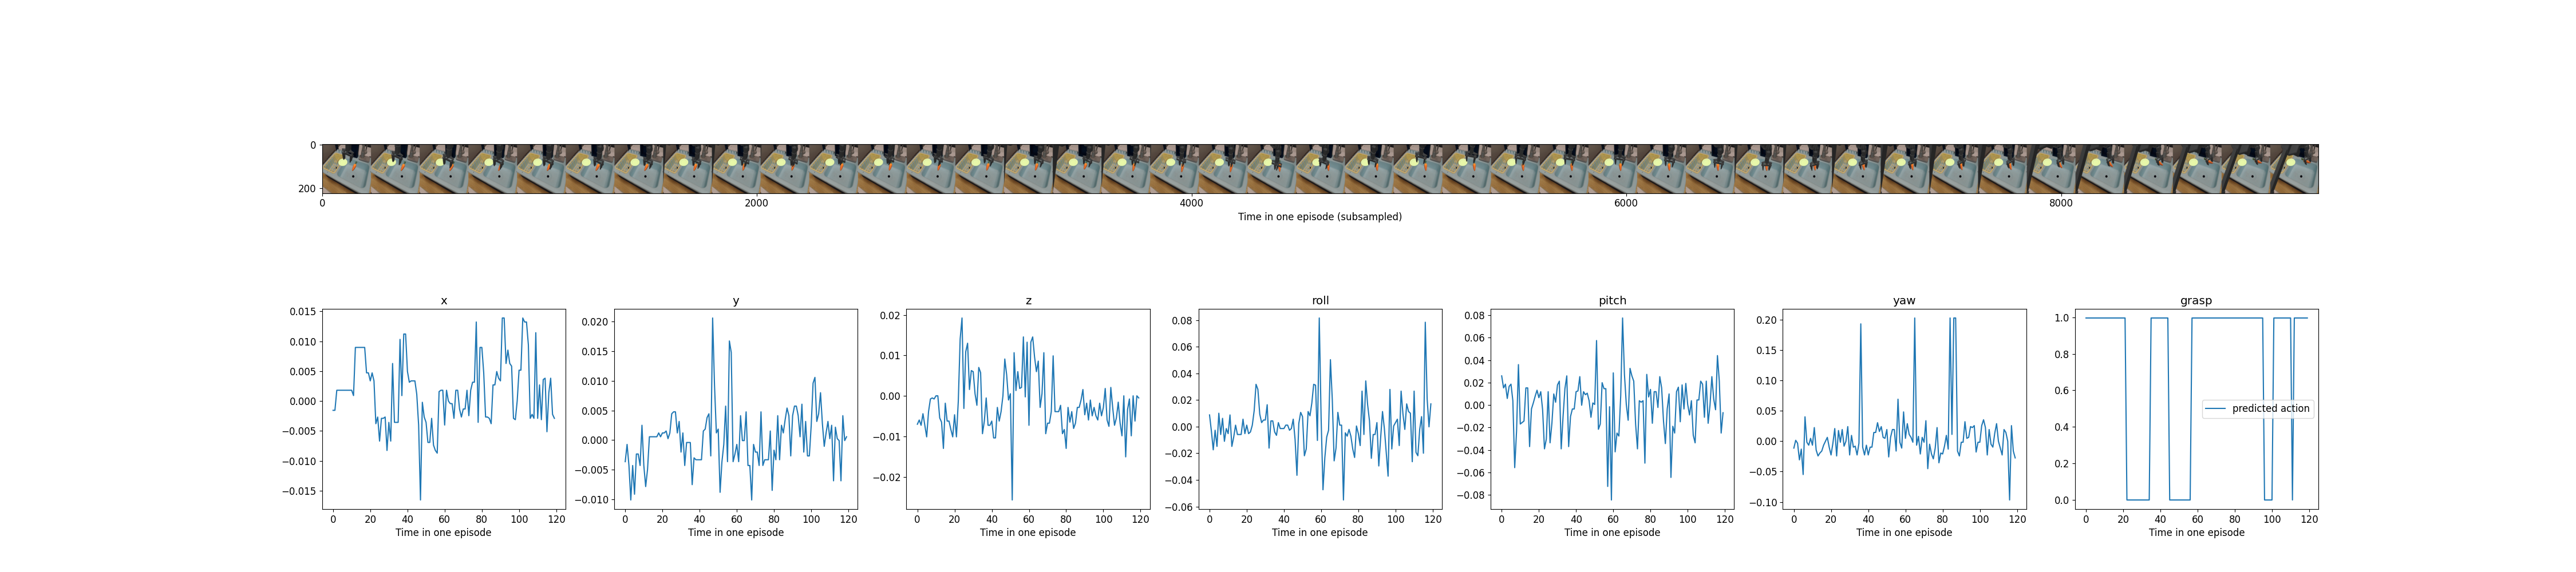 0
200
0 2000 4000 6000 8000
Time in one episode (subsampled)
x y z roll pitch yaw grasp
0.015
0.010
0.005
0.000
−0.005
−0.010
−0.015
0 20 40 60 80 100 120
Time in one episode
0.020
0.015
0.010
0.005
0.000
−0.005
−0.010
0 20 40 60 80 100 120
Time in one episode
0.02
0.01
0.00
−0.01
−0.02
0 20 40 60 80 100 120
Time in one episode
0.08
0.06
0.04
0.02
0.00
−0.02
−0.04
−0.06
0 20 40 60 80 100 120
Time in one episode
0.08
0.06
0.04
0.02
0.00
−0.02
−0.04
−0.06
−0.08
0 20 40 60 80 100 120
Time in one episode
0.20
0.15
0.10
0.05
0.00
−0.05
−0.10
0 20 40 60 80 100 120
Time in one episode
1.0
0.8
0.6
0.4
0.2
0.0
predicted action
0 20 40 60 80 100 120
Time in one episode